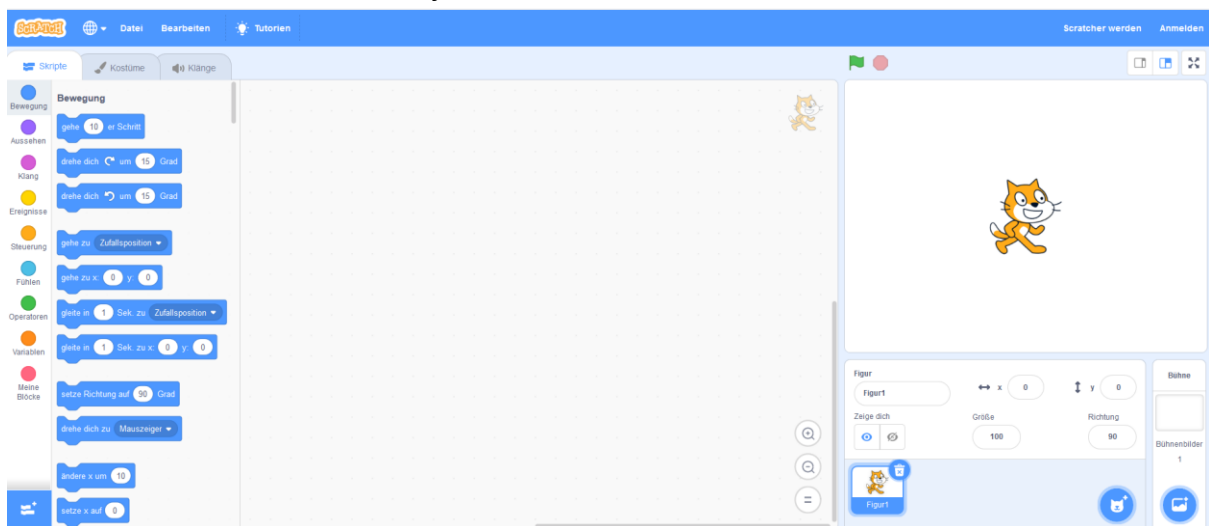 SCRATCH Datei Bearbeiten Tutorien Scratcher werden Anmelden
Skripte Kostüme Klänge
Bewegung
Aussehen
Klang
Ereignisse
Steuerung
Fühlen
Operatoren
Variablen
Meine
Blöcke
Bewegung
gehe 10 er Schritt
drehe dich um 15 Grad
drehe dich um 15 Grad
gehe zu Zufallsposition
gehe zu x: 0 y: 0
gleite in 1 Sek. zu Zufallsposition
gleite in 1 Sek. zu x: 0 y: 0
setze Richtung auf 90 Grad
drehe dich zu Mauszeiger
ändere x um 10
setze x auf 0
Figur
Figur1 x 0 y 0
Zeige dich Größe Richtung
100 90
Figur1
Bühne
Bühnenbilder
1